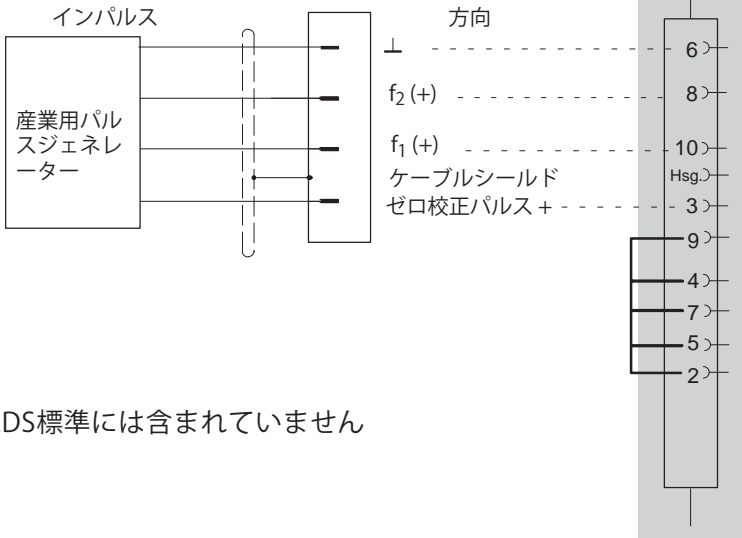 インパルス
方向
産業用パル
スジェネレ
ーター
⊥
6
f2 (+)
8
f1 (+)
10
ケーブルシールド
Hsg.
ゼロ校正パルス +
3
9
4
7
5
2
DS標準には含まれていません